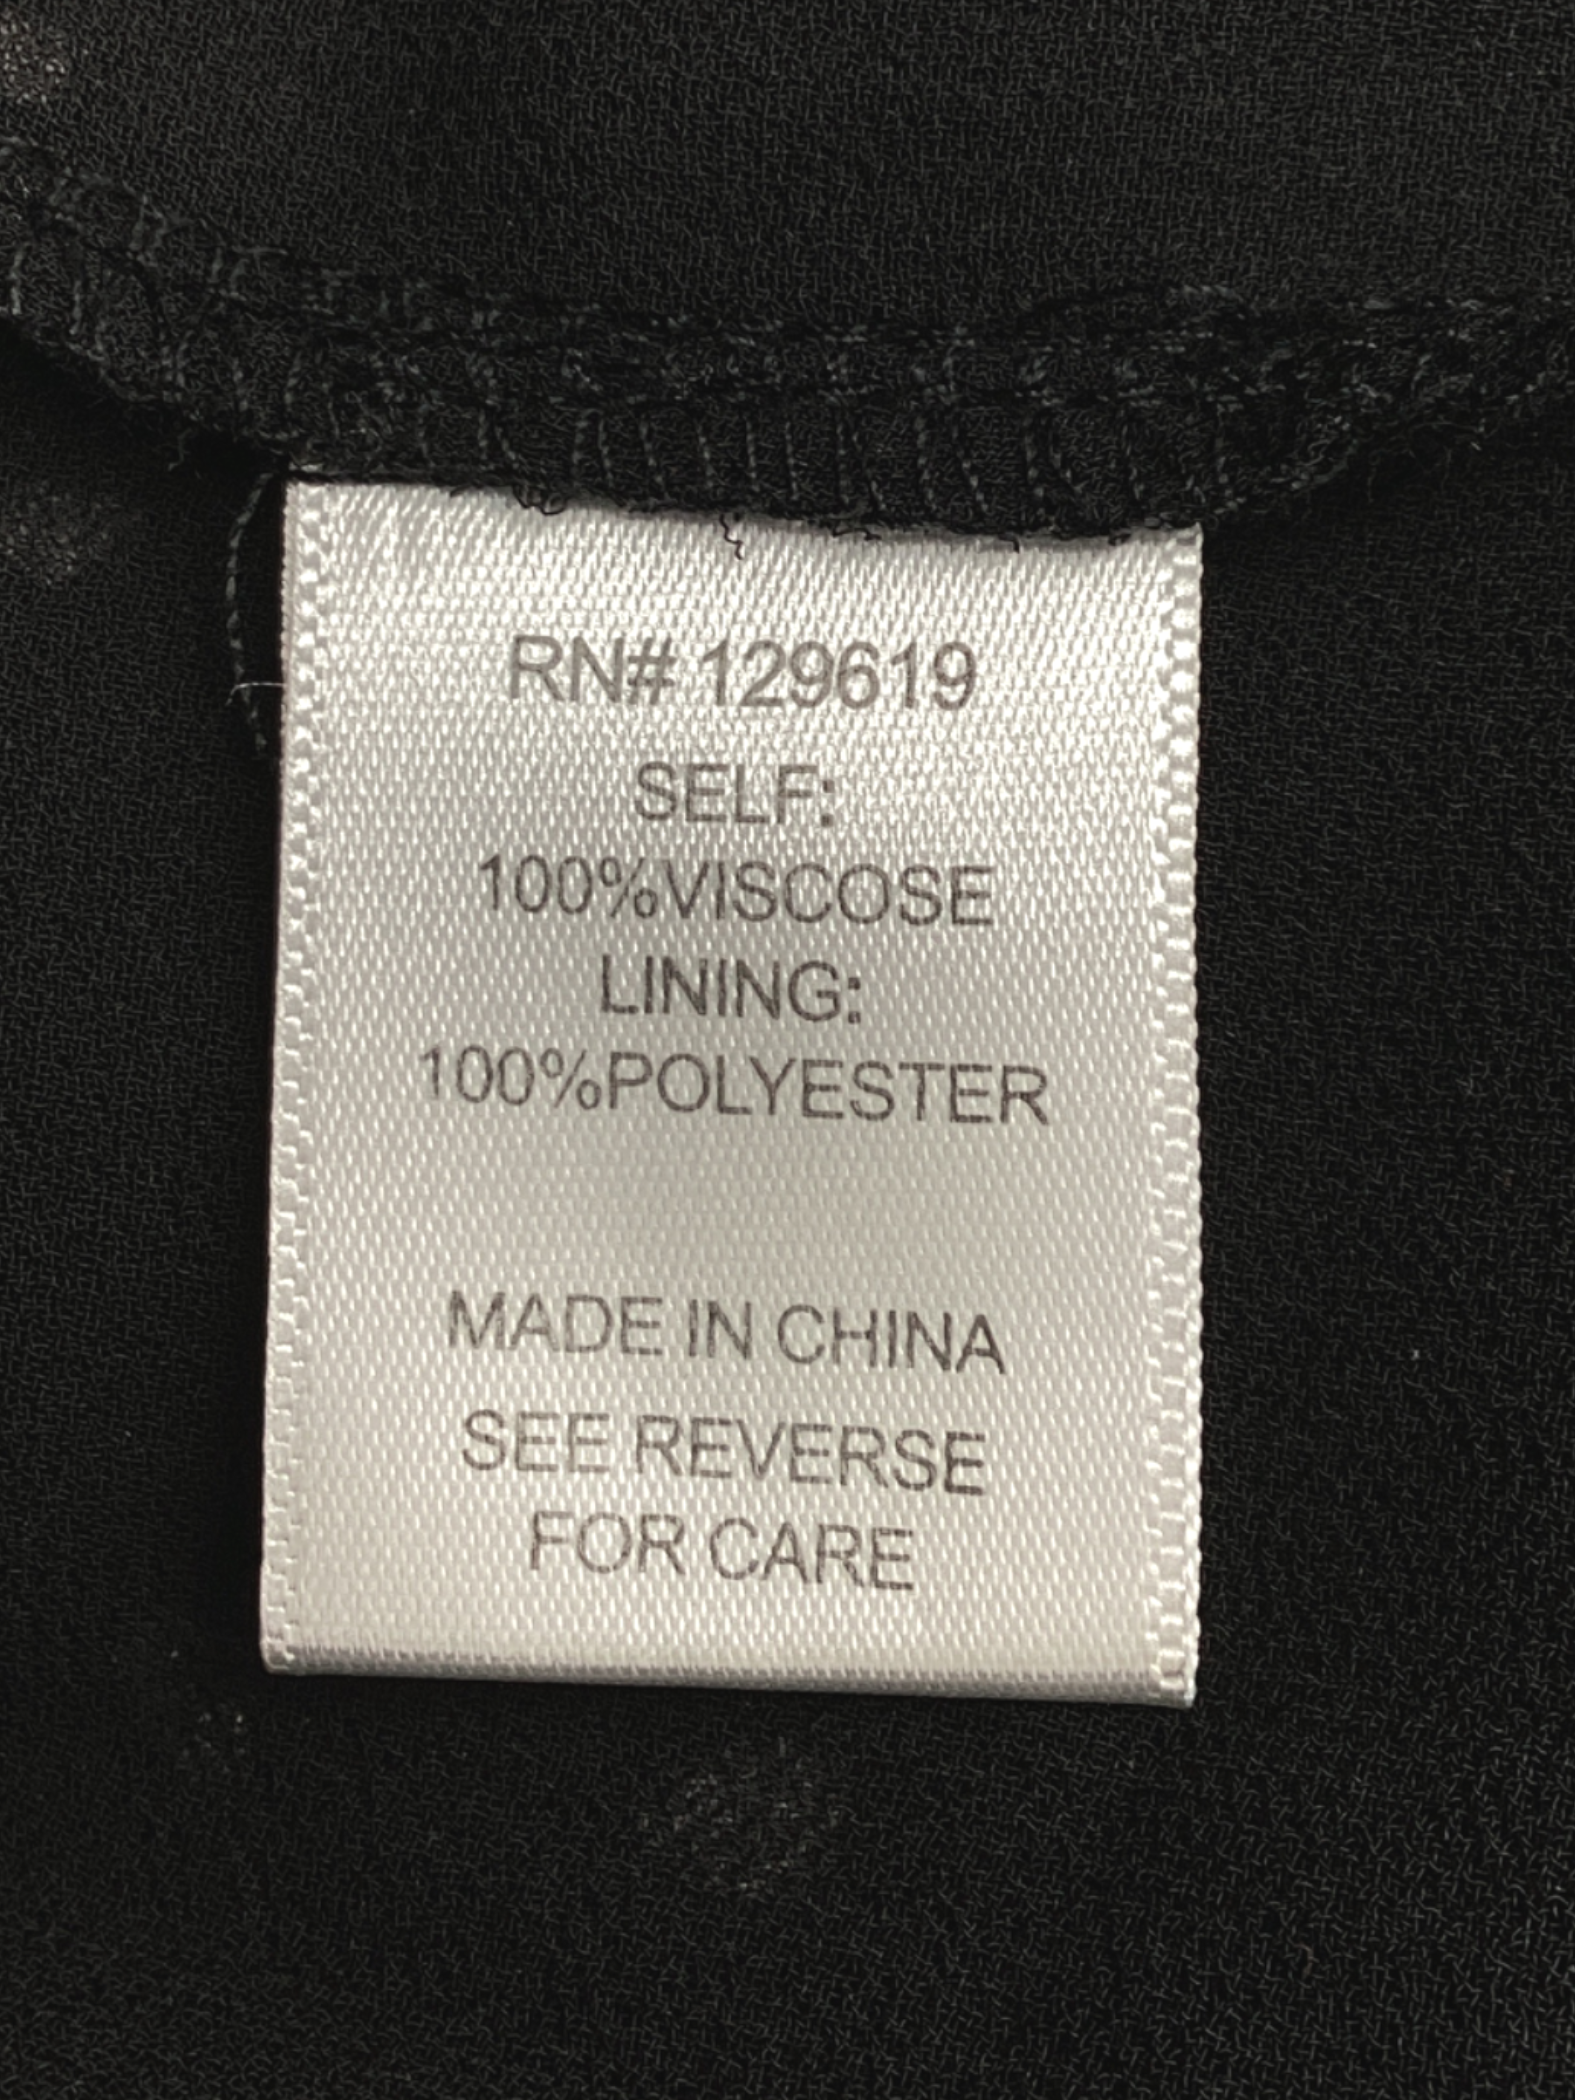 RN# 129619
SELF:
100%VISCOSE
LINING:
100%POLYESTER
MADE IN CHINA
SEE REVERSE
FOR CARE